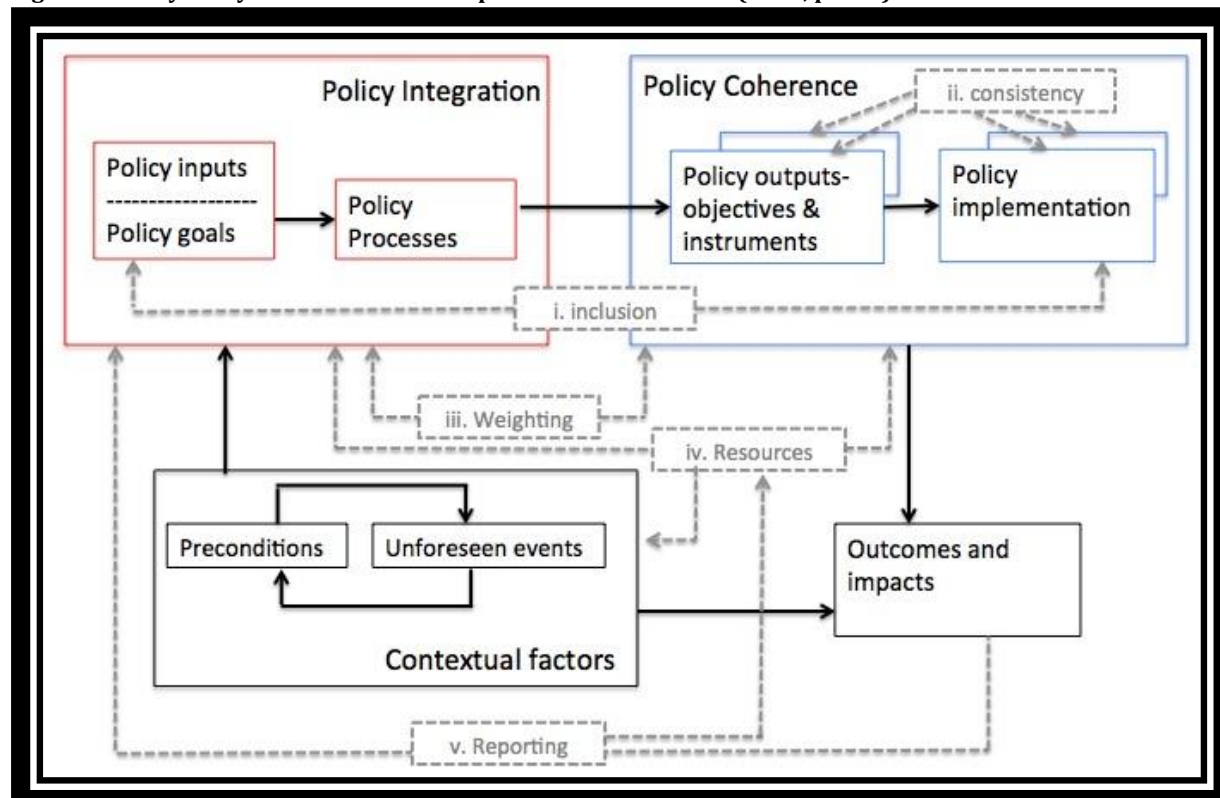 Policy Integration
Policy inputs
Policy goals
Policy
Processes
Policy Coherence
ii. consistency
Policy outputs-
objectives &
instruments
Policy
implementation
i. inclusion
iii. Weighting
iv. Resources
Preconditions
Unforeseen events
Contextual factors
Outcomes and
impacts
v. Reporting